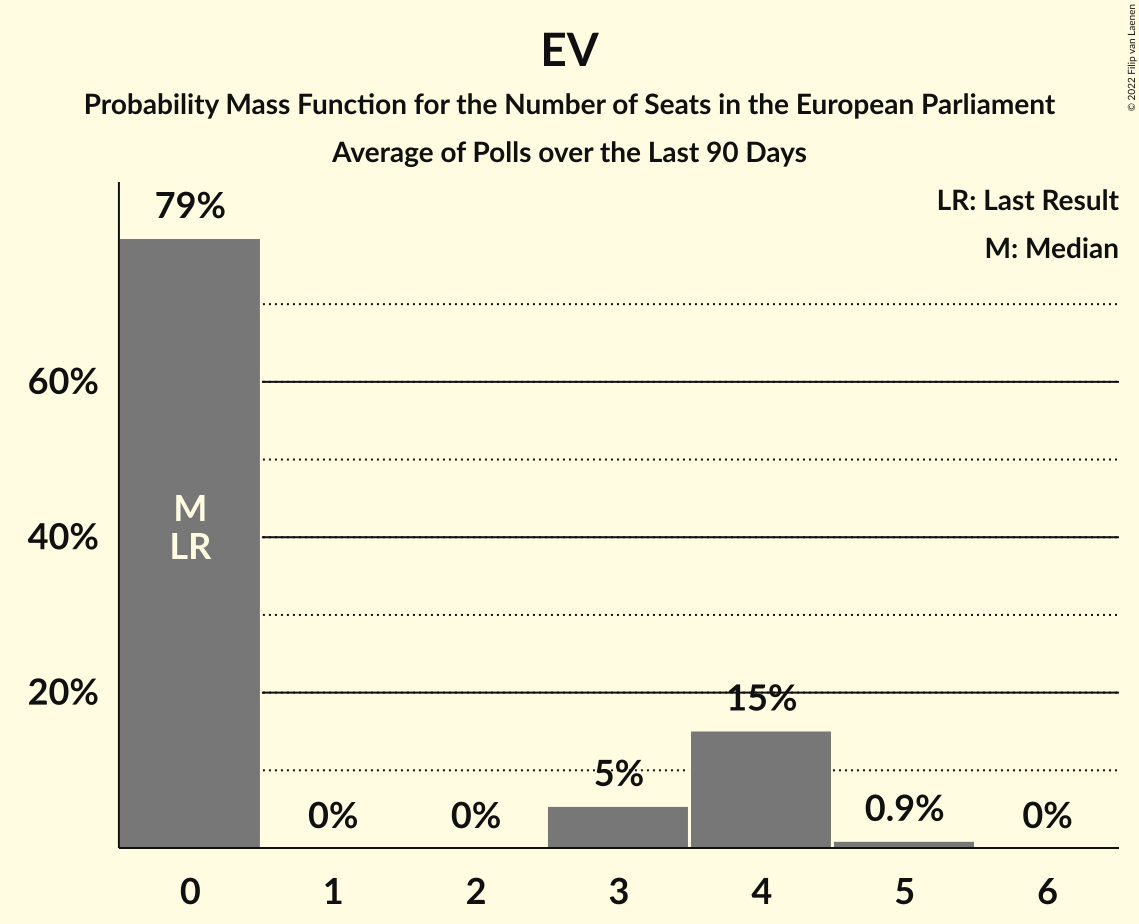 EV
Probability Mass Function for the Number of Seats in the European Parliament
Average of Polls over the Last 90 Days
© 2022 Filip van Laenen
LR: Last Result
M: Median
79%
60%
M
40%
LR
20%
15%
5%
0%
0%
0.9%
0%
0 1 2 3 4 5 6